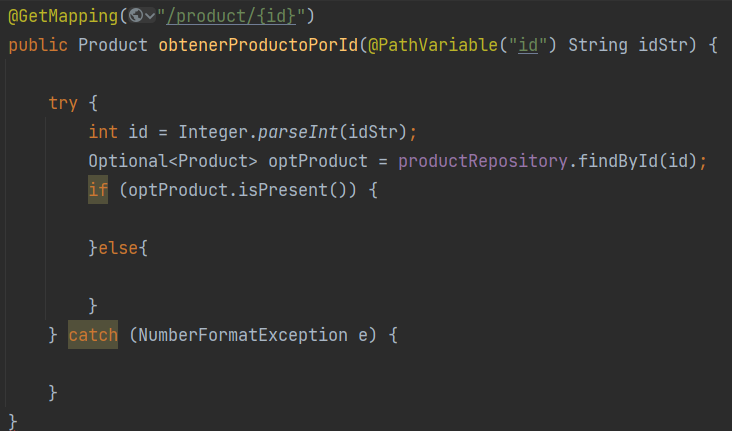 @GetMapping("/product/{id}")
public Product obtenerProductoPorId(@PathVariable("id") String idStr) {
try {
int id = Integer.parseInt(idStr);
Optional<Product> optProduct = productRepository.findById(id);
if (optProduct.isPresent()) {
}else{
}
} catch (NumberFormatException e) {
}
}